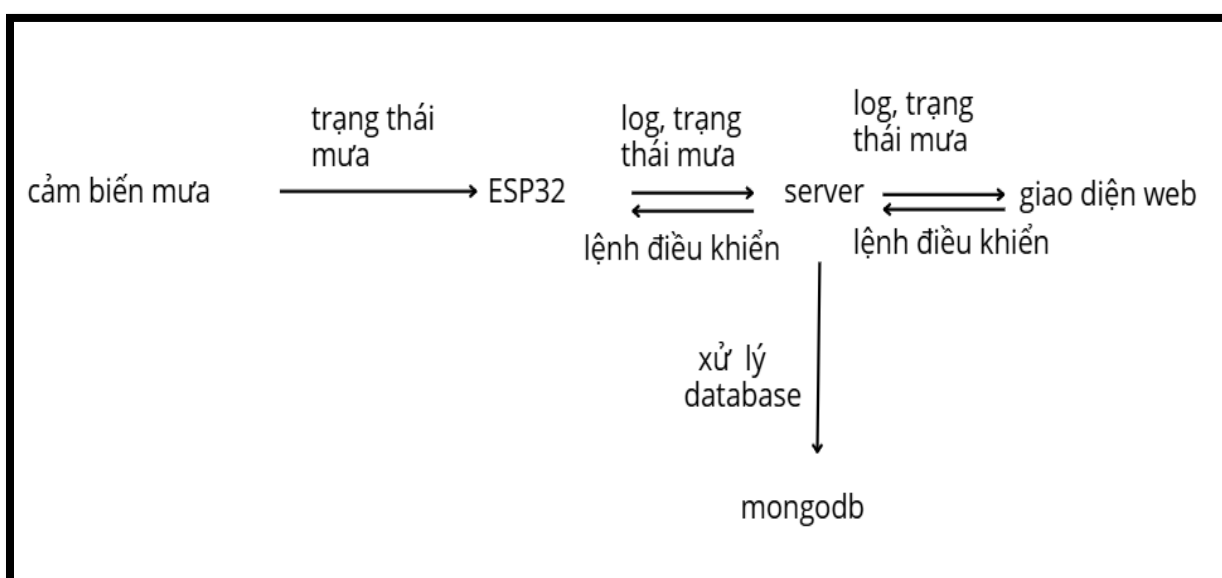 trạng thái
mưa
log, trạng
thái mưa
log, trạng
thái mưa
cảm biến mưa
ESP32
server
giao diện web
lệnh điều khiển
lệnh điều khiển
xử lý
database
mongodb